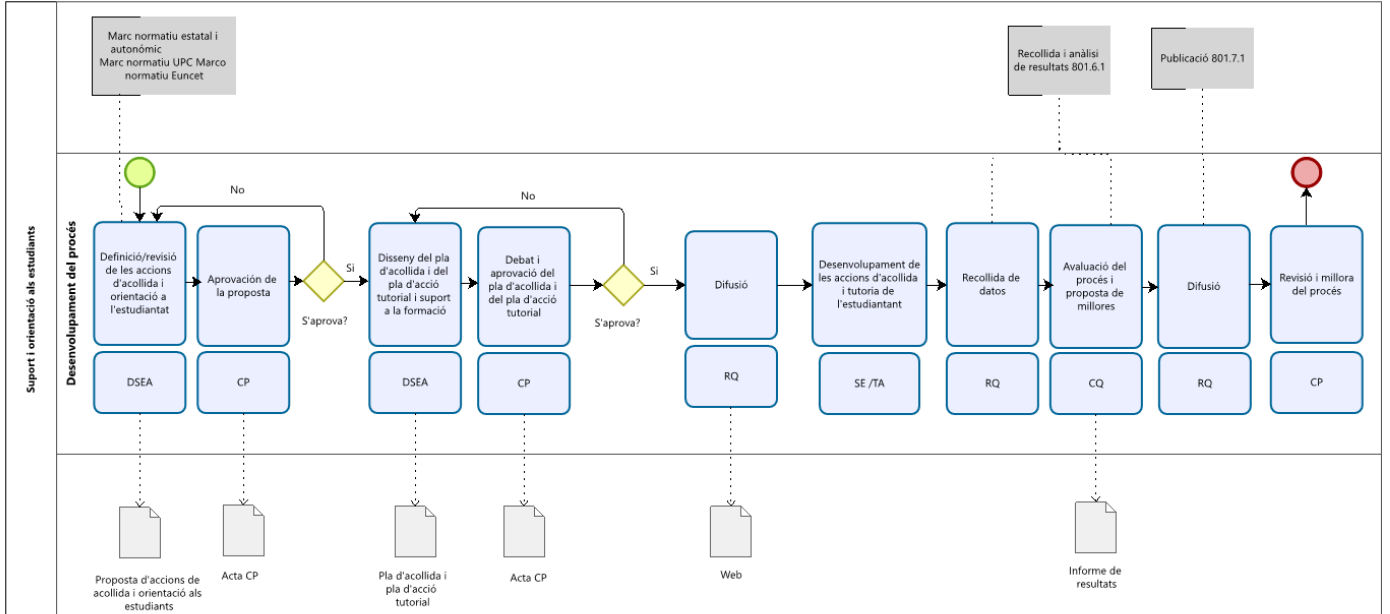 Marc normatiu estatal i
autonómic
Marc normatiu UPC Marco
normatiu Euncet
Recollida i anàlisi
de resultats 801.6.1
Publicació 801.7.1
Suport i orientació als estudiants
Desenvolupament del procés
No
No
Definició/revisió
de les accions
d'acollida i
orientació a
l'estudiantat
Aprovación de
la proposta
Si
S'aprova?
Disseny del pla
d'acollida i del
pla d'acció
tutorial i suport
a la formació
Debat i
aprovació del
pla d'acollida i
del pla d'acció
tutorial
Si
S'aprova?
Difusió
Desenvolupament de
les accions d'acollida
i tutoria de
l'estudiantant
Recollida de
datos
Avaluació del
procés i
proposta de
millores
Difusió
Revisió i millora
del procés
DSEA
CP
DSEA
CP
RQ
SE /TA
RQ
CQ
RQ
CP
Proposta d'accions de
acollida i orientació als
estudiants
Acta CP
Pla d'acollida i
pla d'acció
tutorial
Acta CP
Web
Informe de
resultats